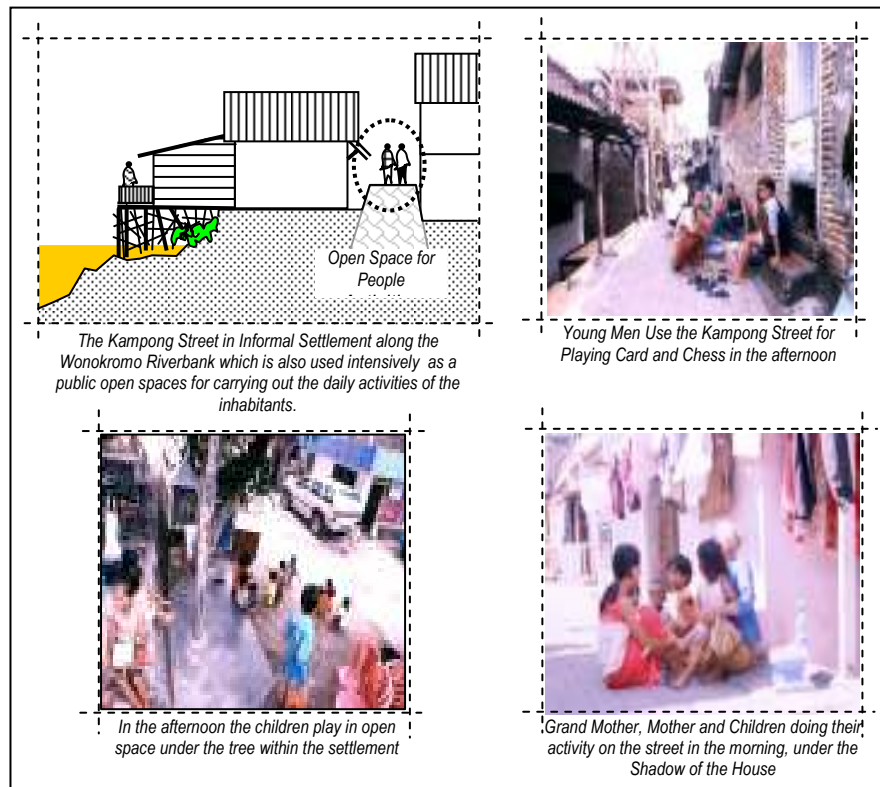 Open Space for
People
The Kampong Street in Informal Settlement along the
Wonokromo Riverbank which is also used intensively as a
public open spaces for carrying out the daily activities of the
inhabitants.
Young Men Use the Kampong Street for
Playing Card and Chess in the afternoon
In the afternoon the children play in open
space under the tree within the settlement
Grand Mother, Mother and Children doing their
activity on the street in the morning, under the
Shadow of the House